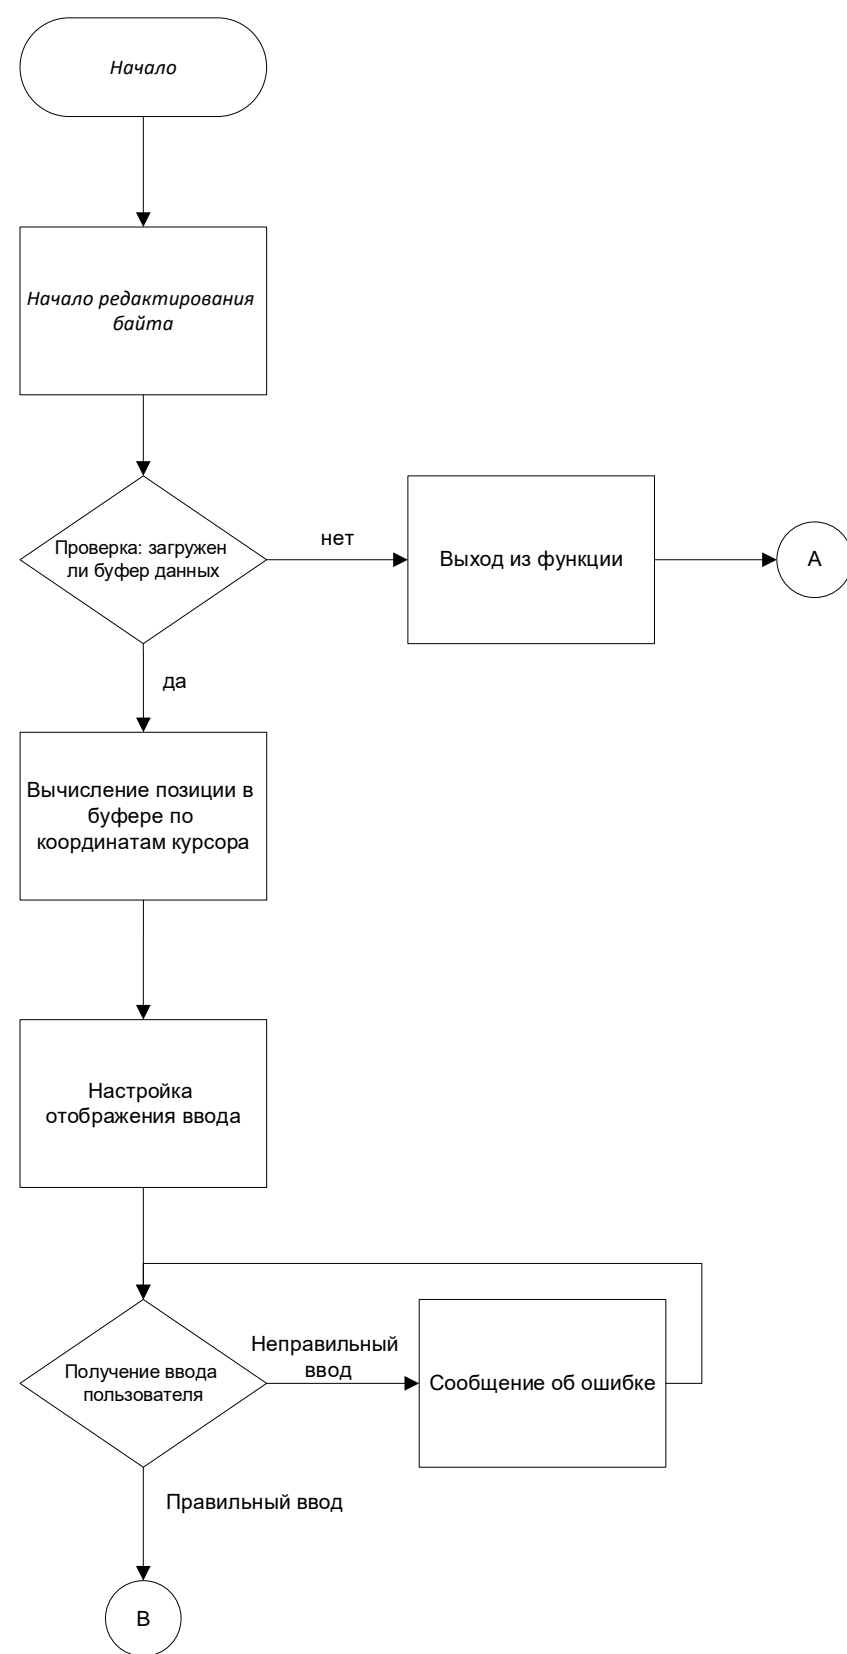 Начало
Начало редактирования
байта
Проверка: загружен
ли буфер данных
нет
Выход из функции
А
да
Вычисление позиции в
буфере по
координатам курсора
Настройка
отображения ввода
Получение ввода
пользователя
Неправильный
ввод
Сообщение об ошибке
Правильный ввод
В